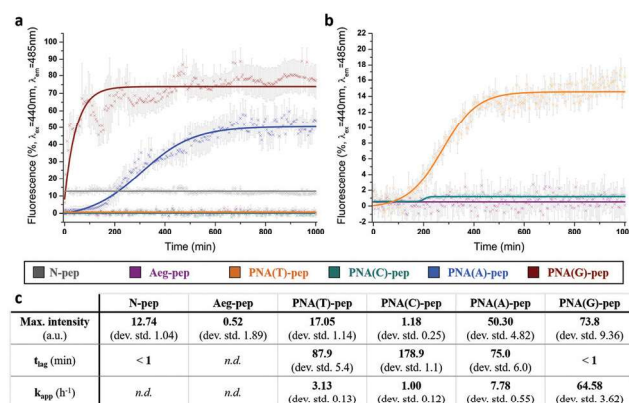 a
b
Fluorescence (%, λex=440nm, λem=485nm)
100
90
80
70
60
50
40
30
20
10
0
0 200 400 600 800 1000
Time (min)
Fluorescence (%, λex=440nm, λem=485nm)
22
20
18
16
14
12
10
8
6
4
2
0
-2
0 200 400 600 800 1000
Time (min)
N-pep Aeg-pep PNA(T)-pep PNA(C)-pep PNA(A)-pep PNA(G)-pep
c
N-pep Aeg-pep PNA(T)-pep PNA(C)-pep PNA(A)-pep PNA(G)-pep
Max. intensity 12.74 0.52 17.05 1.18 50.30 73.8
(a.u.) (dev. std. 1.04) (dev. std. 1.89) (dev. std. 1.14) (dev. std. 0.25) (dev. std. 4.82) (dev. std. 9.36)
tlag (min) < 1 n.d. 87.9 178.9 75.0 < 1
(dev. std. 5.4) (dev. std. 1.1) (dev. std. 6.0)
kapp (h-1) n.d. n.d. 3.13 1.00 7.78 64.58
(dev. std. 0.13) (dev. std. 0.12) (dev. std. 0.55) (dev. std. 3.62)